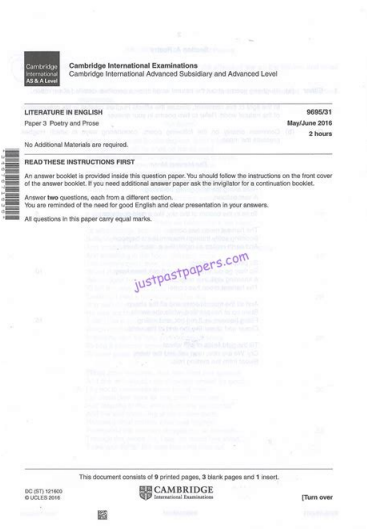 Cambridge
International
AS & A Level
Cambridge International Examinations
Cambridge International Advanced Subsidiary and Advanced Level
LITERATURE IN ENGLISH 9695/31
Paper 3 Poetry and Prose May/June 2016
2 hours
No Additional Materials are required.
READ THESE INSTRUCTIONS FIRST
An answer booklet is provided inside this question paper. You should follow the instructions on the front cover
of the answer booklet. If you need additional answer paper ask the invigilator for a continuation booklet.
Answer two questions, each from a different section.
You are reminded of the need for good English and clear presentation in your answers.
All questions in this paper carry equal marks.
justpastpapers.com
This document consists of 9 printed pages, 3 blank pages and 1 insert.
DC (ST) 121603
© UCLES 2016
CAMBRIDGE
International Examinations
[Turn over